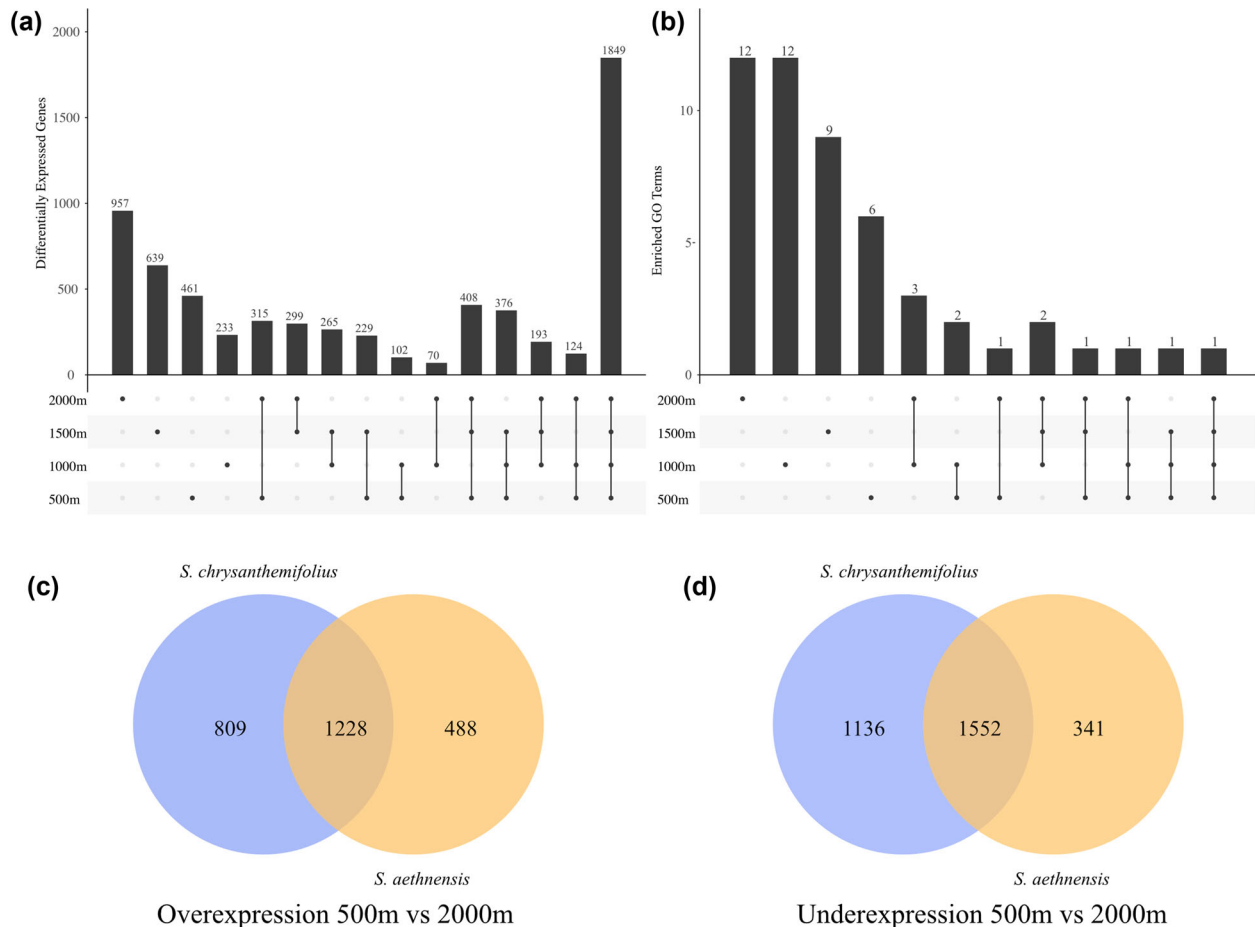 (a)
2000
1500
1000
500
0
Differentially Expressed Genes
957
639
461
233
315
299
265
229
102
70
408
376
193
124
1849
2000m
1500m
1000m
500m
(b)
10
5
0
Enriched GO Terms
12
12
9
6
3
2
1
2
1
1
1
1
2000m
1500m
1000m
500m
(c)
S. chrysanthemifolius
809
1228
488
S. aethnensis
Overexpression 500m vs 2000m
(d)
S. chrysanthemifolius
1136
1552
341
S. aethnensis
Underexpression 500m vs 2000m